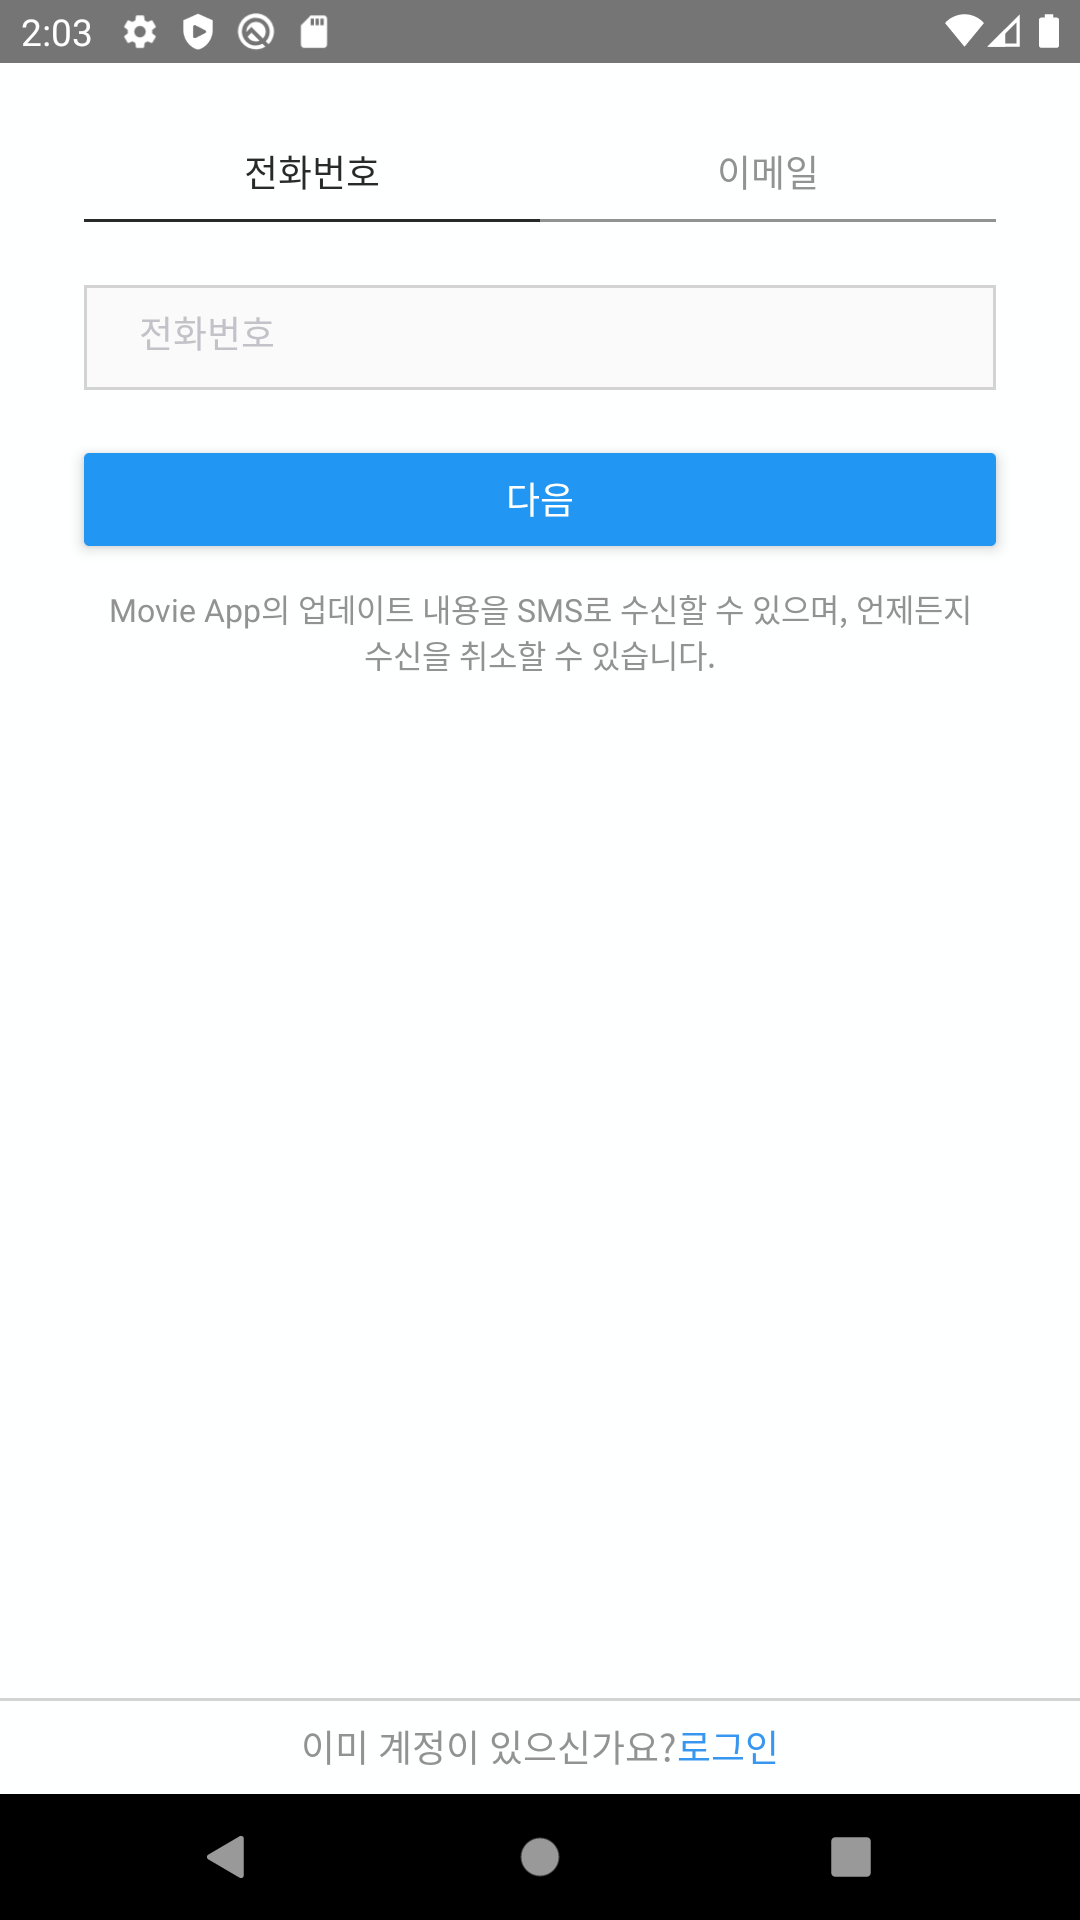 2:03
전화번호
이메일
전화번호
다음
Movie App의 업데이트 내용을 SMS로 수신할 수 있으며, 언제든지
수신을 취소할 수 있습니다.
이미 계정이 있으신가요?로그인